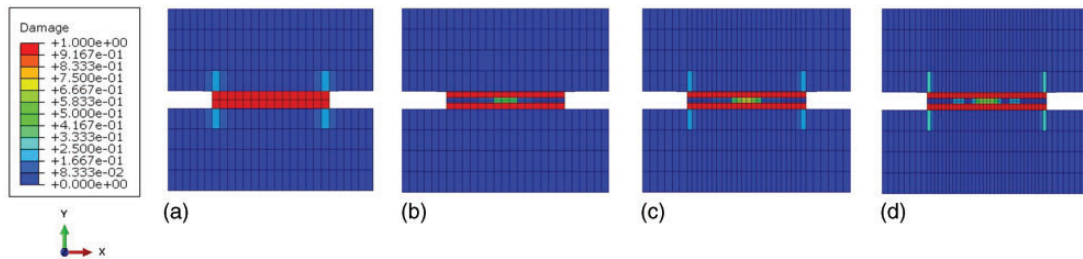 Damage
+1.000e+00
+9.167e-01
+8.333e-01
+7.500e-01
+6.667e-01
+5.833e-01
+5.000e-01
+4.167e-01
+3.333e-01
+2.500e-01
+1.667e-01
+8.333e-02
+0.000e+00
Y
X
(a)
(b)
(c)
(d)